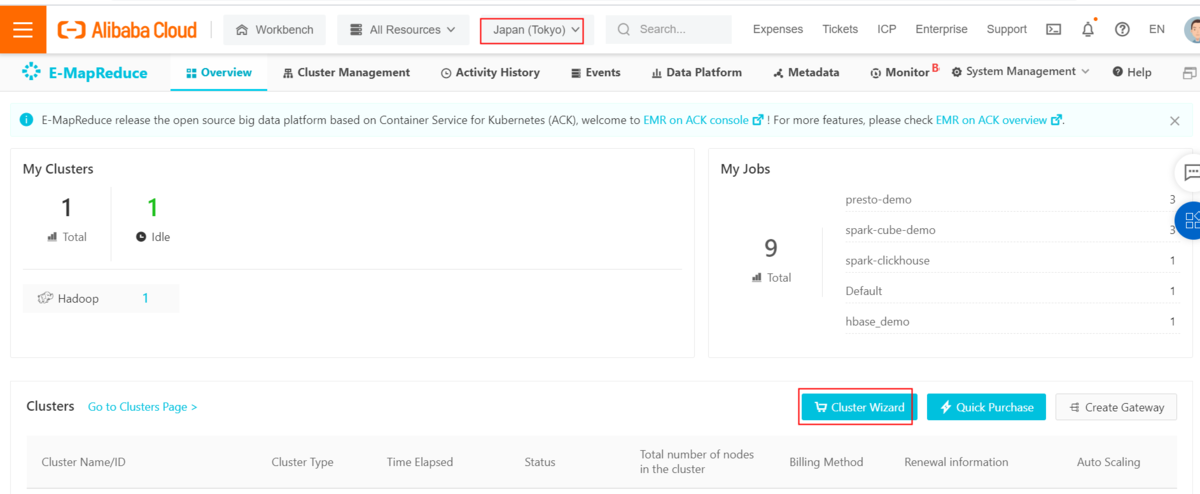 Alibaba Cloud Workbench All Resources Japan (Tokyo) Search... Expenses Tickets ICP Enterprise Support EN
E-MapReduce Overview Cluster Management Activity History Events Data Platform Metadata Monitor B System Management Help
E-MapReduce release the open source big data platform based on Container Service for Kubernetes (ACK), welcome to EMR on ACK console ! For more features, please check EMR on ACK overview .
My Clusters
1 1
Total Idle
Hadoop 1
My Jobs
9
Total
presto-demo 3
spark-cube-demo 3
spark-clickhouse 1
Default 1
hbase_demo 1
Clusters Go to Clusters Page > Cluster Wizard Quick Purchase Create Gateway
Cluster Name/ID Cluster Type Time Elapsed Status Total number of nodes
in the cluster Billing Method Renewal information Auto Scaling